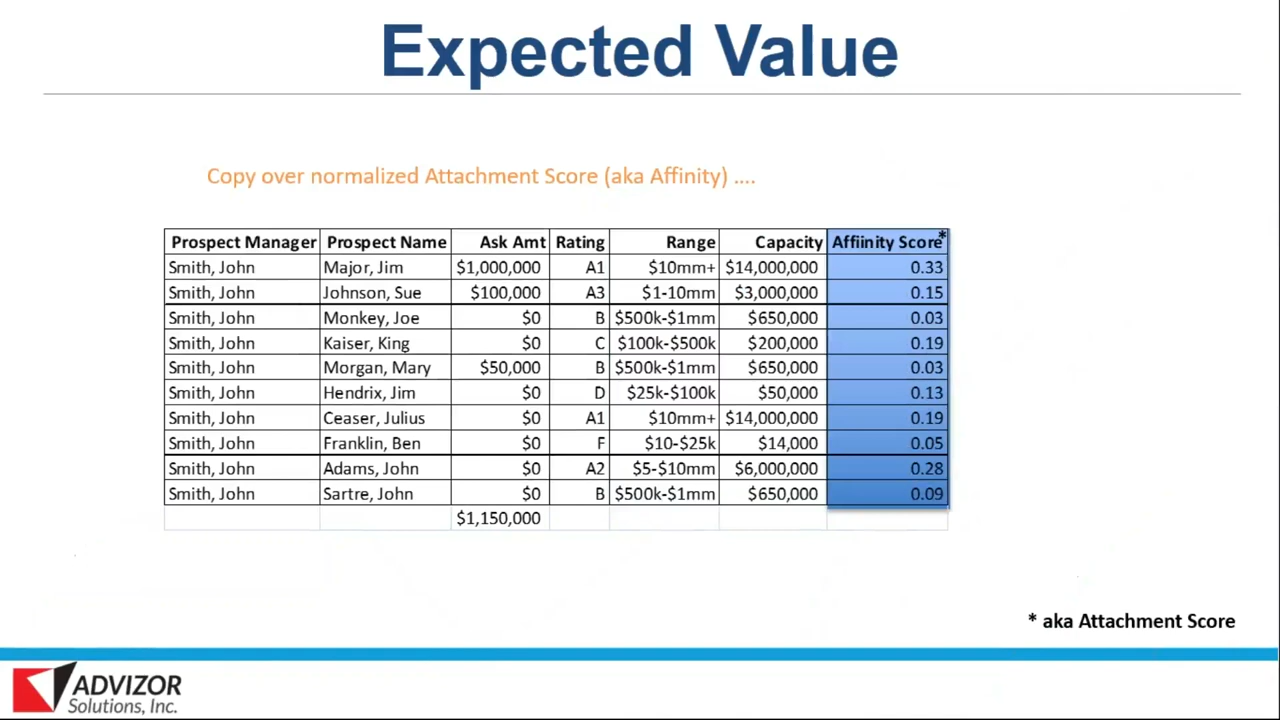 Expected Value
Copy over normalized Attachment Score (aka Affinity) ....
Prospect Manager Prospect Name Ask Amt Rating Range Capacity Affiinity Score*
Smith, John Major, Jim $1,000,000 A1 $10mm+ $14,000,000 0.33
Smith, John Johnson, Sue $100,000 A3 $1-10mm $3,000,000 0.15
Smith, John Monkey, Joe $0 B $500k-$1mm $650,000 0.03
Smith, John Kaiser, King $0 C $100k-$500k $200,000 0.19
Smith, John Morgan, Mary $50,000 B $500k-$1mm $650,000 0.03
Smith, John Hendrix, Jim $0 D $25k-$100k $50,000 0.13
Smith, John Ceaser, Julius $0 A1 $10mm+ $14,000,000 0.19
Smith, John Franklin, Ben $0 F $10-$25k $14,000 0.05
Smith, John Adams, John $0 A2 $5-$10mm $6,000,000 0.28
Smith, John Sartre, John $0 B $500k-$1mm $650,000 0.09
$1,150,000
* aka Attachment Score
ADVIZOR
Solutions, Inc.